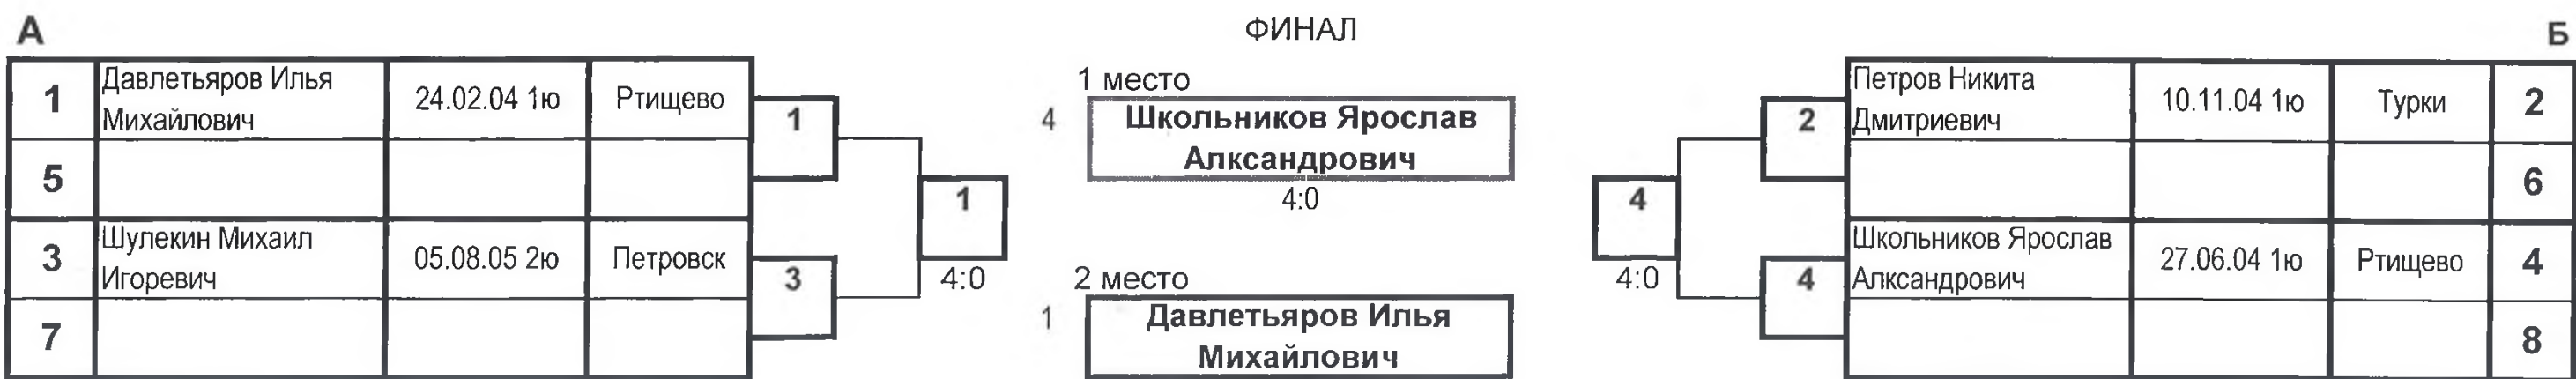 А
ФИНАЛ
Б
1
Давлетьяров Илья
Михайлович
24.02.04 1ю
Ртищево
5
3
Шулекин Михаил
Игоревич
05.08.05 2ю
Петровск
7
1
3
1
4:0
1 место
4
Школьников Ярослав
Алксандрович
4:0
2 место
1
Давлетьяров Илья
Михайлович
4
4:0
2
4
Петров Никита
Дмитриевич
10.11.04 1ю
Турки
2
6
Школьников Ярослав
Алксандрович
27.06.04 1ю
Ртищево
4
8